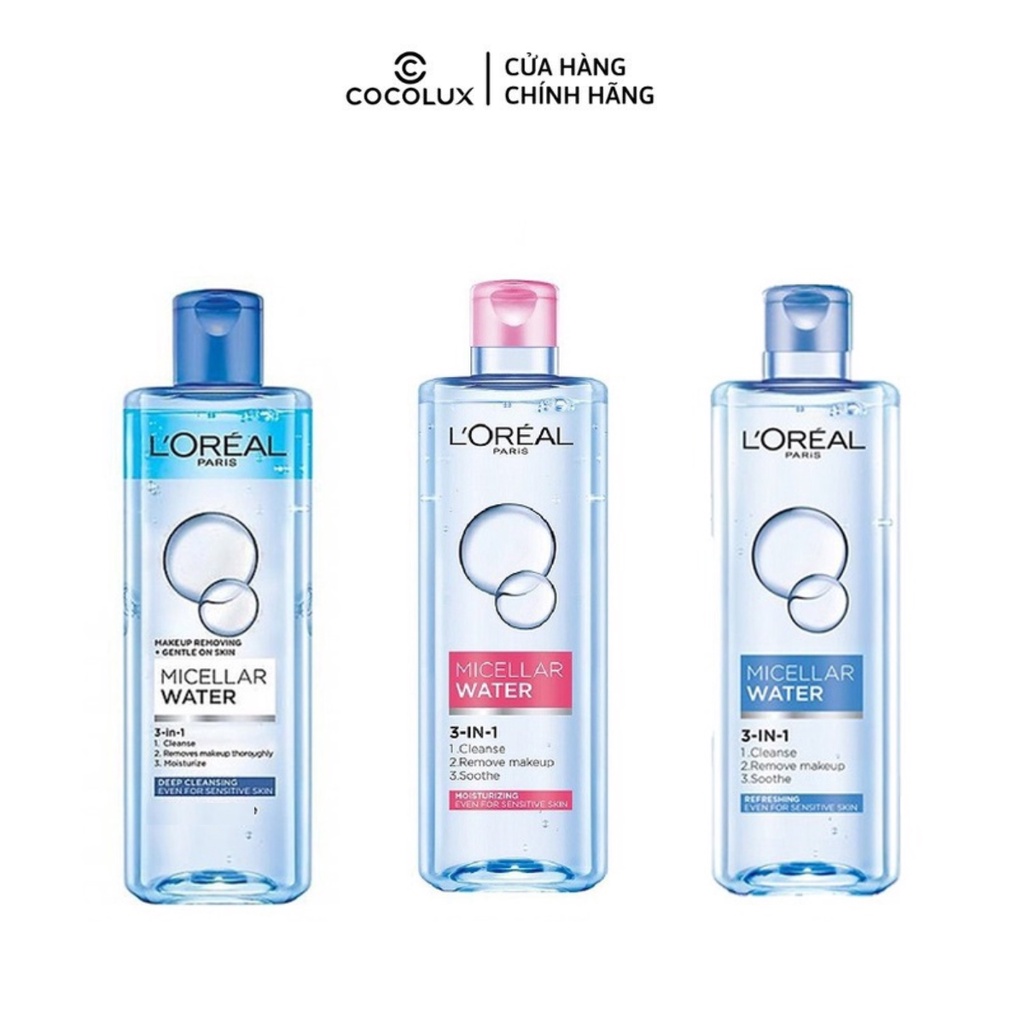 COCOLUX
CỬA HÀNG
CHÍNH HÃNG
L'ORÉAL
PARIS
MAKEUP REMOVING
+ GENTLE ON SKIN
MICELLAR
WATER
3-in-1
1. Cleanse
2. Removes makeup thoroughly
3. Moisturize
DEEP CLEANSING
EVEN FOR SENSITIVE SKIN
L'ORÉAL
PARIS
MICELLAR
WATER
3-IN-1
1.Cleanse
2.Remove makeup
3.Soothe
MOISTURIZING
EVEN FOR SENSITIVE SKIN
L'ORÉAL
PARIS
MICELLAR
WATER
3-IN-1
1.Cleanse
2.Remove makeup
3.Soothe
REFRESHING
EVEN FOR SENSITIVE SKIN